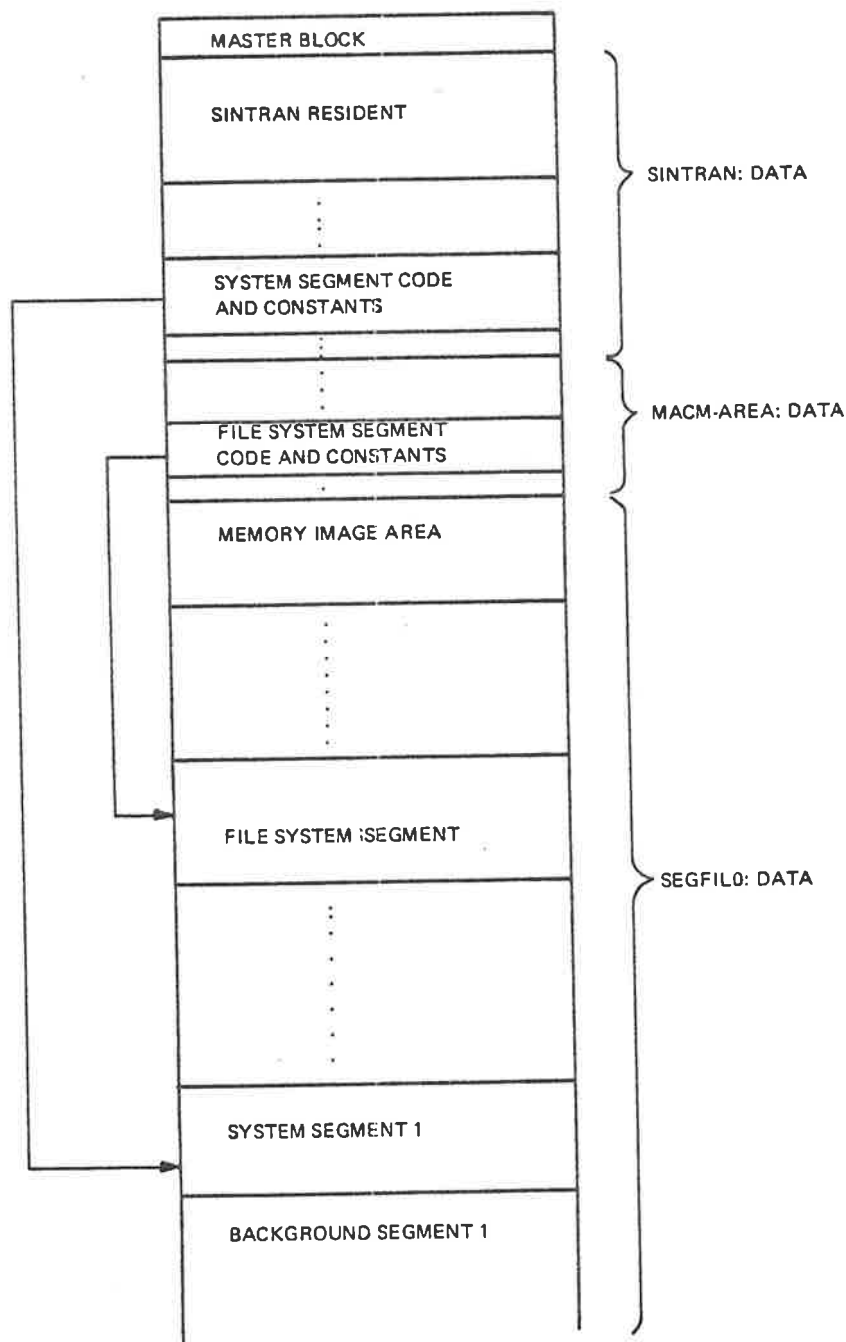 MASTER BLOCK
SINTRAN RESIDENT
SINTRAN: DATA
SYSTEM SEGMENT CODE
AND CONSTANTS
MACM-AREA: DATA
FILE SYSTEM SEGMENT
CODE AND CONSTANTS
MEMORY IMAGE AREA
FILE SYSTEM SEGMENT
SEGFIL0: DATA
SYSTEM SEGMENT 1
BACKGROUND SEGMENT 1